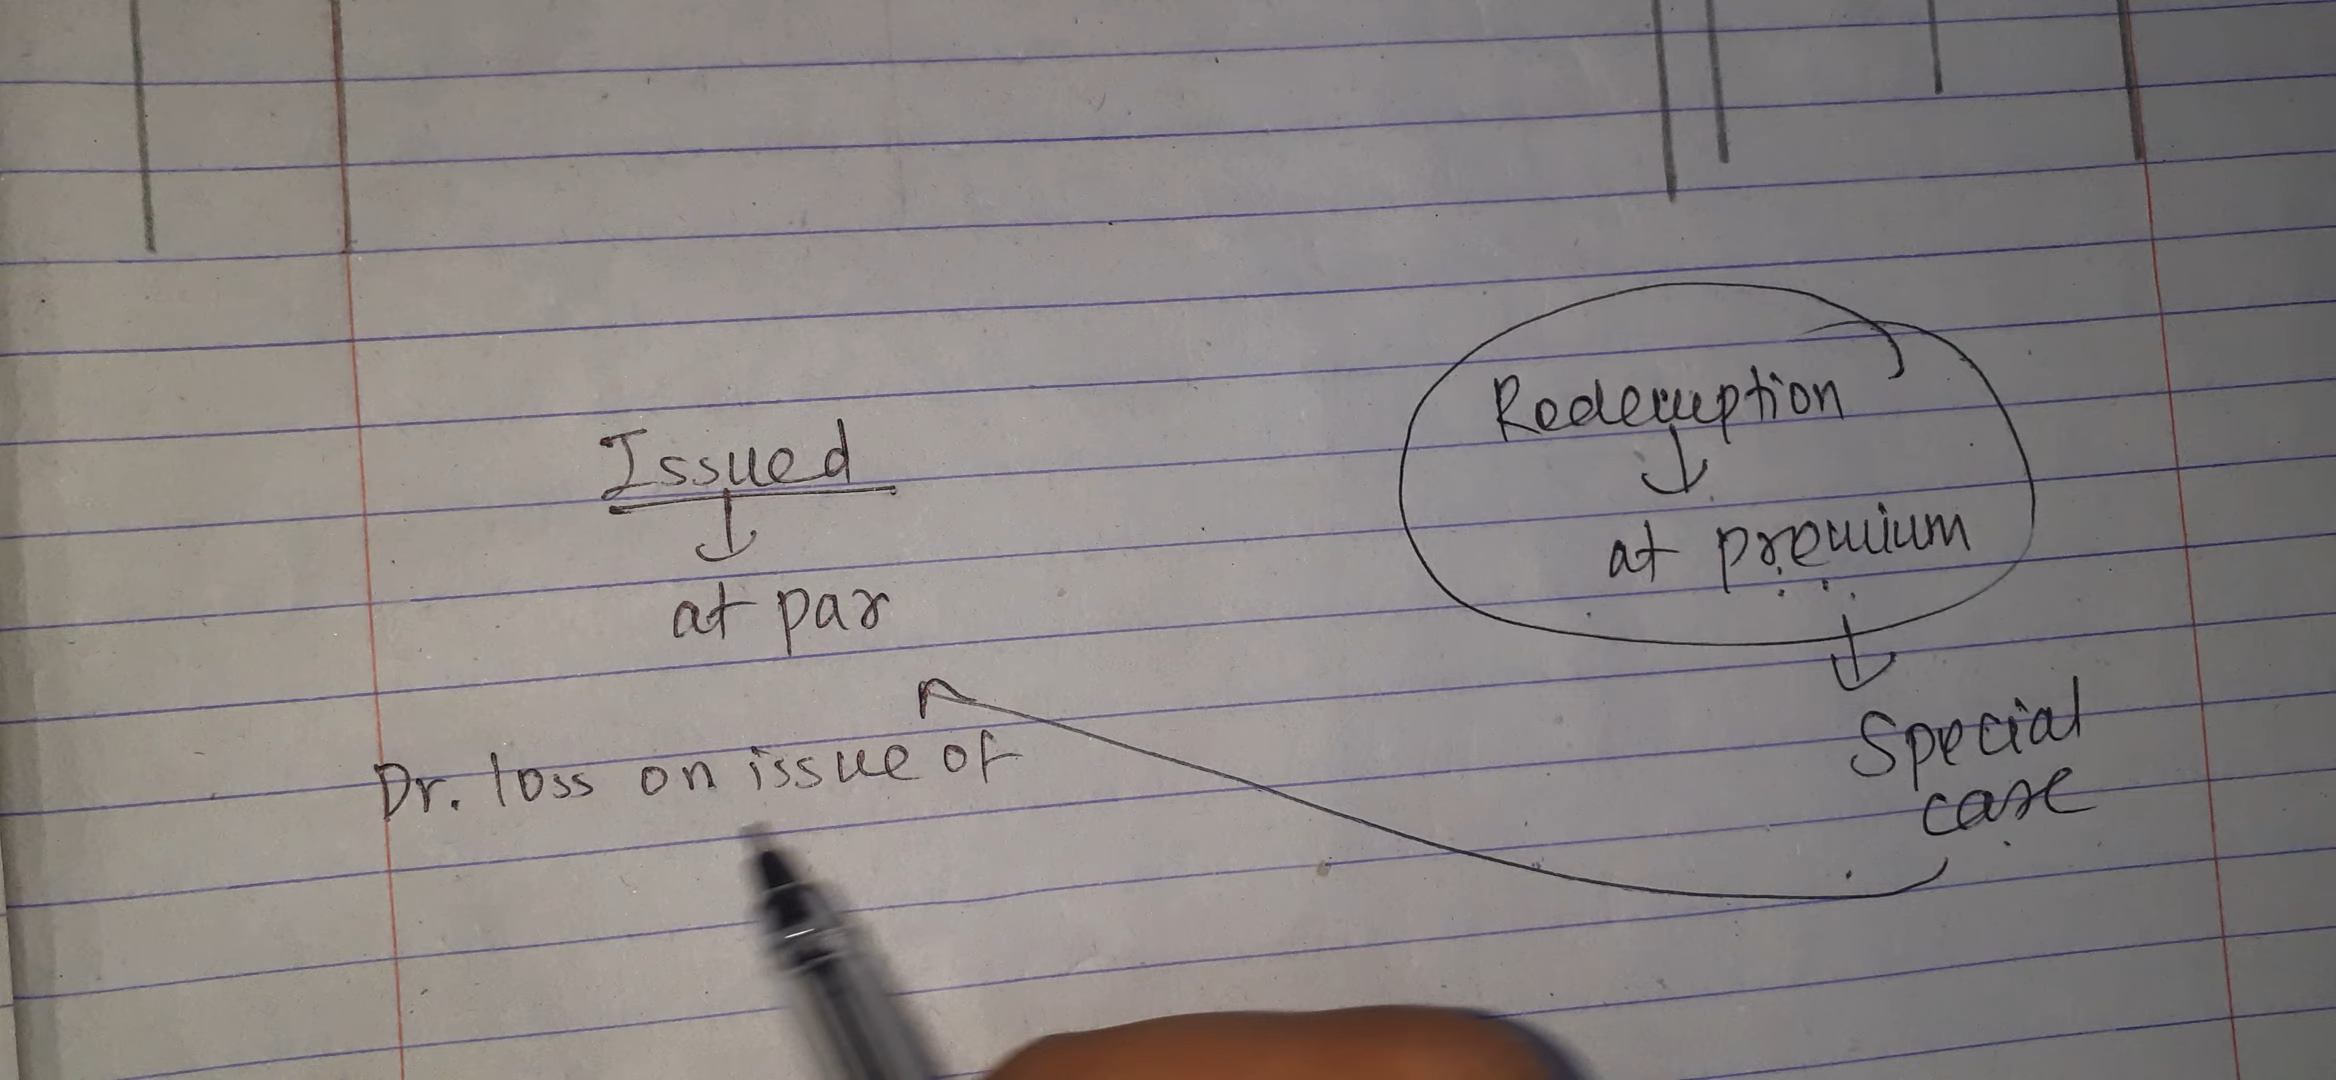 Issued
at par
Dr. loss on issue of
Redemption
at premium
Special
case